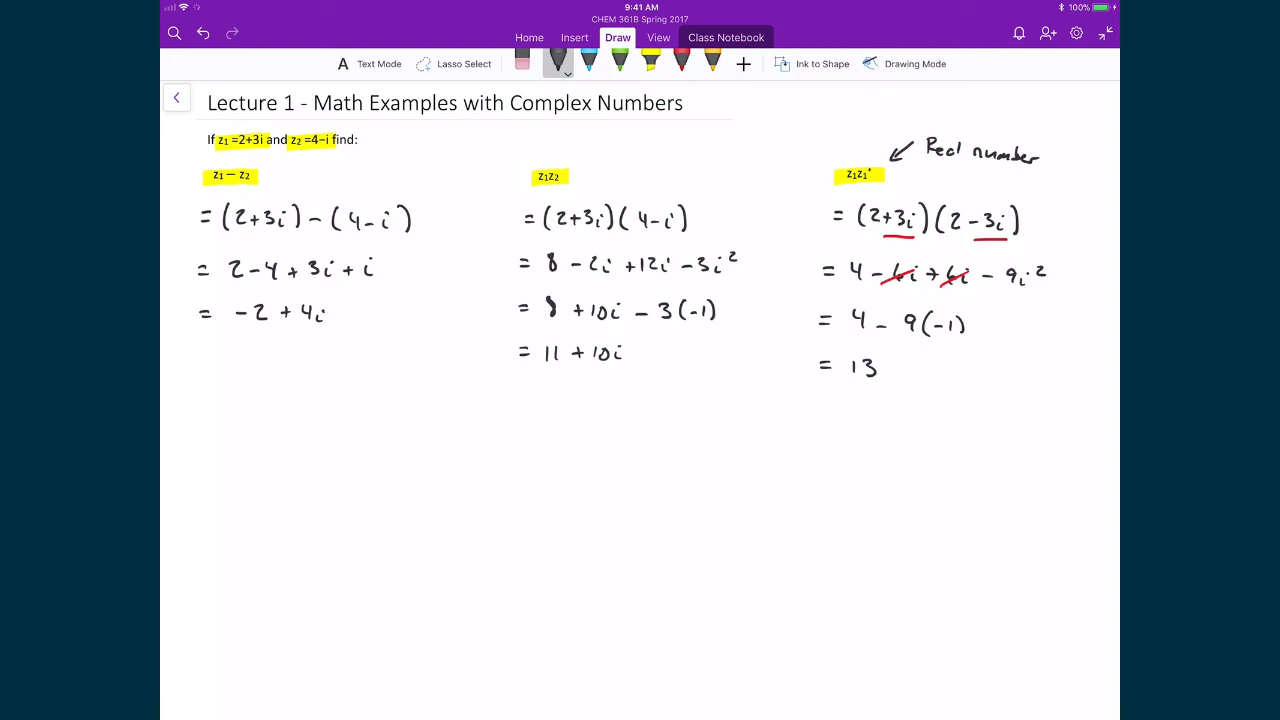 9:41 AM
100%
CHEM 361B Spring 2017
Home Insert Draw View Class Notebook
A Text Mode Lasso Select Ink to Shape Drawing Mode
Lecture 1 - Math Examples with Complex Numbers
If z₁ =2+3i and z₂ =4−i find:
Real number
z₁ − z₂
= (2+3i) - (4-i)
= 2-4 + 3i + i
= -2 + 4i
z₁z₂
= (2+3i)(4-i)
= 8 - 2i + 12i - 3i²
= 8 + 10i - 3(-1)
= 11 + 10i
z₁z₁*
= (2+3i)(2-3i)
= 4 - 6i + 6i - 9i²
= 4 - 9(-1)
= 13